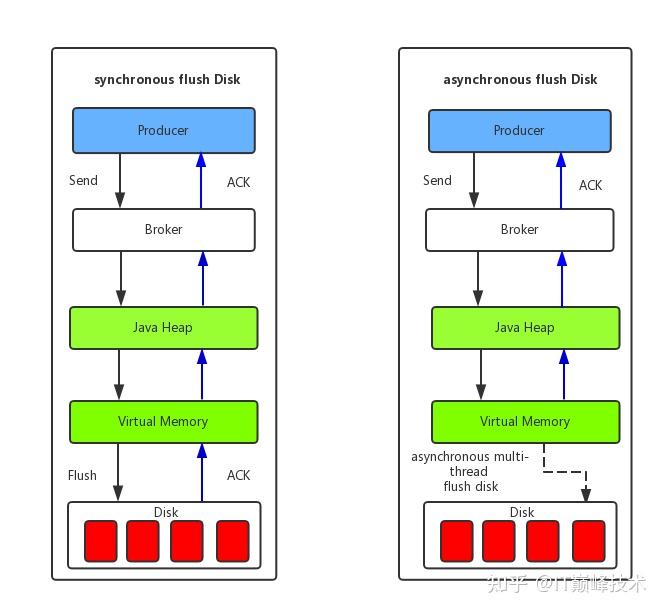 synchronous flush Disk
Producer
Send
ACK
Broker
Java Heap
Virtual Memory
Flush
ACK
Disk
asynchronous flush Disk
Producer
Send
ACK
Broker
Java Heap
Virtual Memory
asynchronous multi-
thread
flush disk
Disk
知乎 @IT巅峰技术